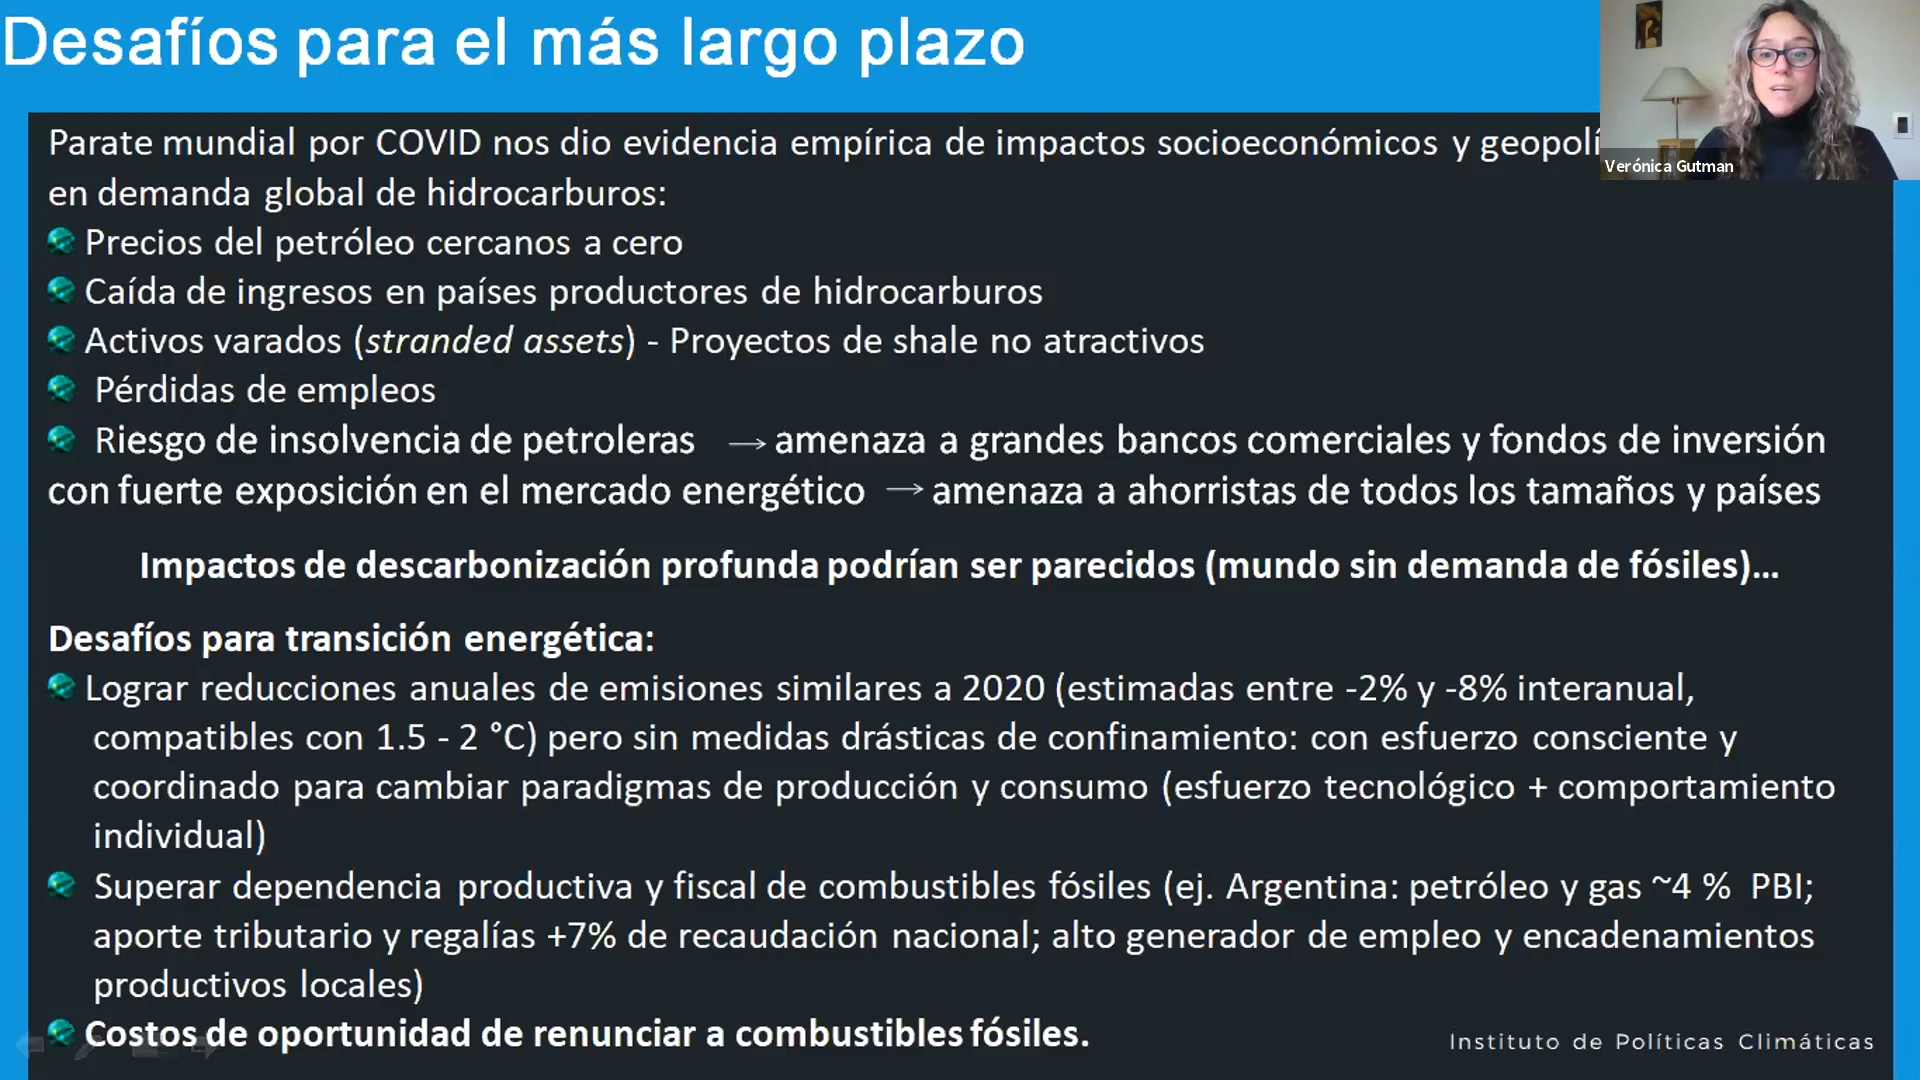 Desafíos para el más largo plazo
Verónica Gutman
Parate mundial por COVID nos dio evidencia empírica de impactos socioeconómicos y
en demanda global de hidrocarburos:
Precios del petróleo cercanos a cero
Caída de ingresos en países productores de hidrocarburos
Activos varados (stranded assets) - Proyectos de shale no atractivos
Pérdidas de empleos
Riesgo de insolvencia de petroleras → amenaza a grandes bancos comerciales y fondos de inversión
con fuerte exposición en el mercado energético → amenaza a ahorristas de todos los tamaños y países
Impactos de descarbonización profunda podrían ser parecidos (mundo sin demanda de fósiles)...
Desafíos para transición energética:
Lograr reducciones anuales de emisiones similares a 2020 (estimadas entre -2% y -8% interanual,
compatibles con 1.5 - 2 °C) pero sin medidas drásticas de confinamiento: con esfuerzo consciente y
coordinado para cambiar paradigmas de producción y consumo (esfuerzo tecnológico + comportamiento
individual)
Superar dependencia productiva y fiscal de combustibles fósiles (ej. Argentina: petróleo y gas ~4 % PBI;
aporte tributario y regalías +7% de recaudación nacional; alto generador de empleo y encadenamientos
productivos locales)
Costos de oportunidad de renunciar a combustibles fósiles.
Instituto de Políticas Climáticas